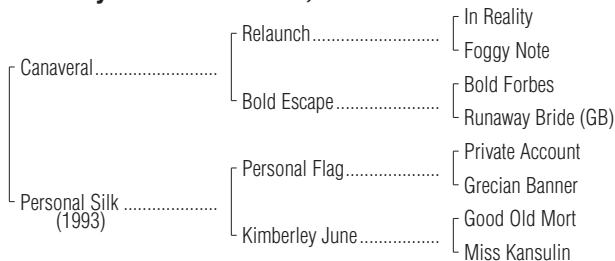 In Reality
Relaunch
Foggy Note
Canaveral
Bold Forbes
Bold Escape
Runaway Bride (GB)
Private Account
Personal Flag
Grecian Banner
Personal Silk
(1993)
Good Old Mort
Kimberley June
Miss Kansulin